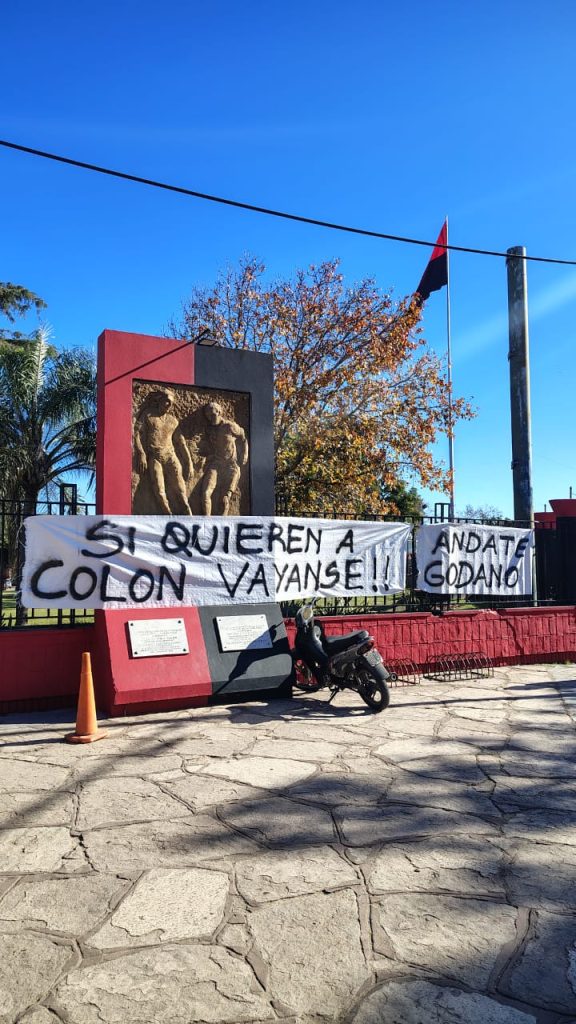 SI QUIEREN A
COLON VAYANSE!!
ANDATE
GODANO